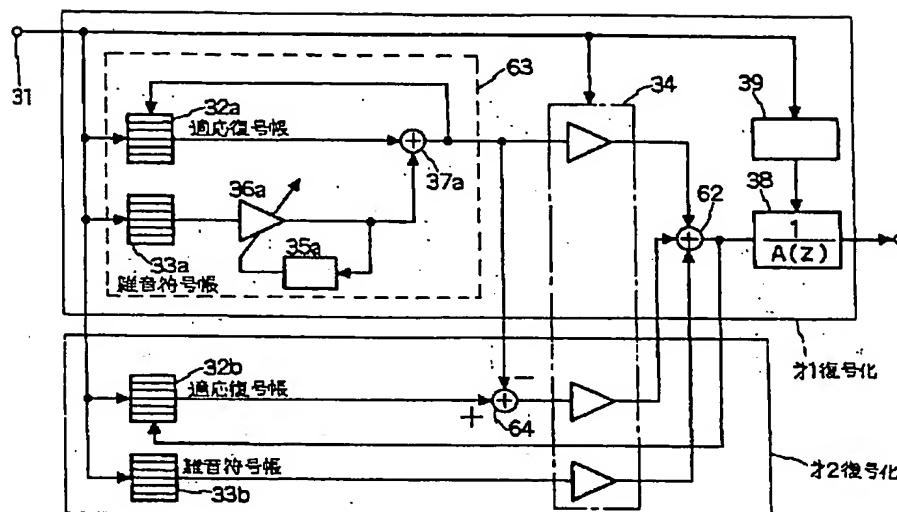 31
63
32a
適応復号帳
37a
36a
35a
33a
雑音符号帳
34
39
38
62
1
A(Z)
才1復号化
32b
適応復号帳
+
−
64
雑音符号帳
33b
才2復号化